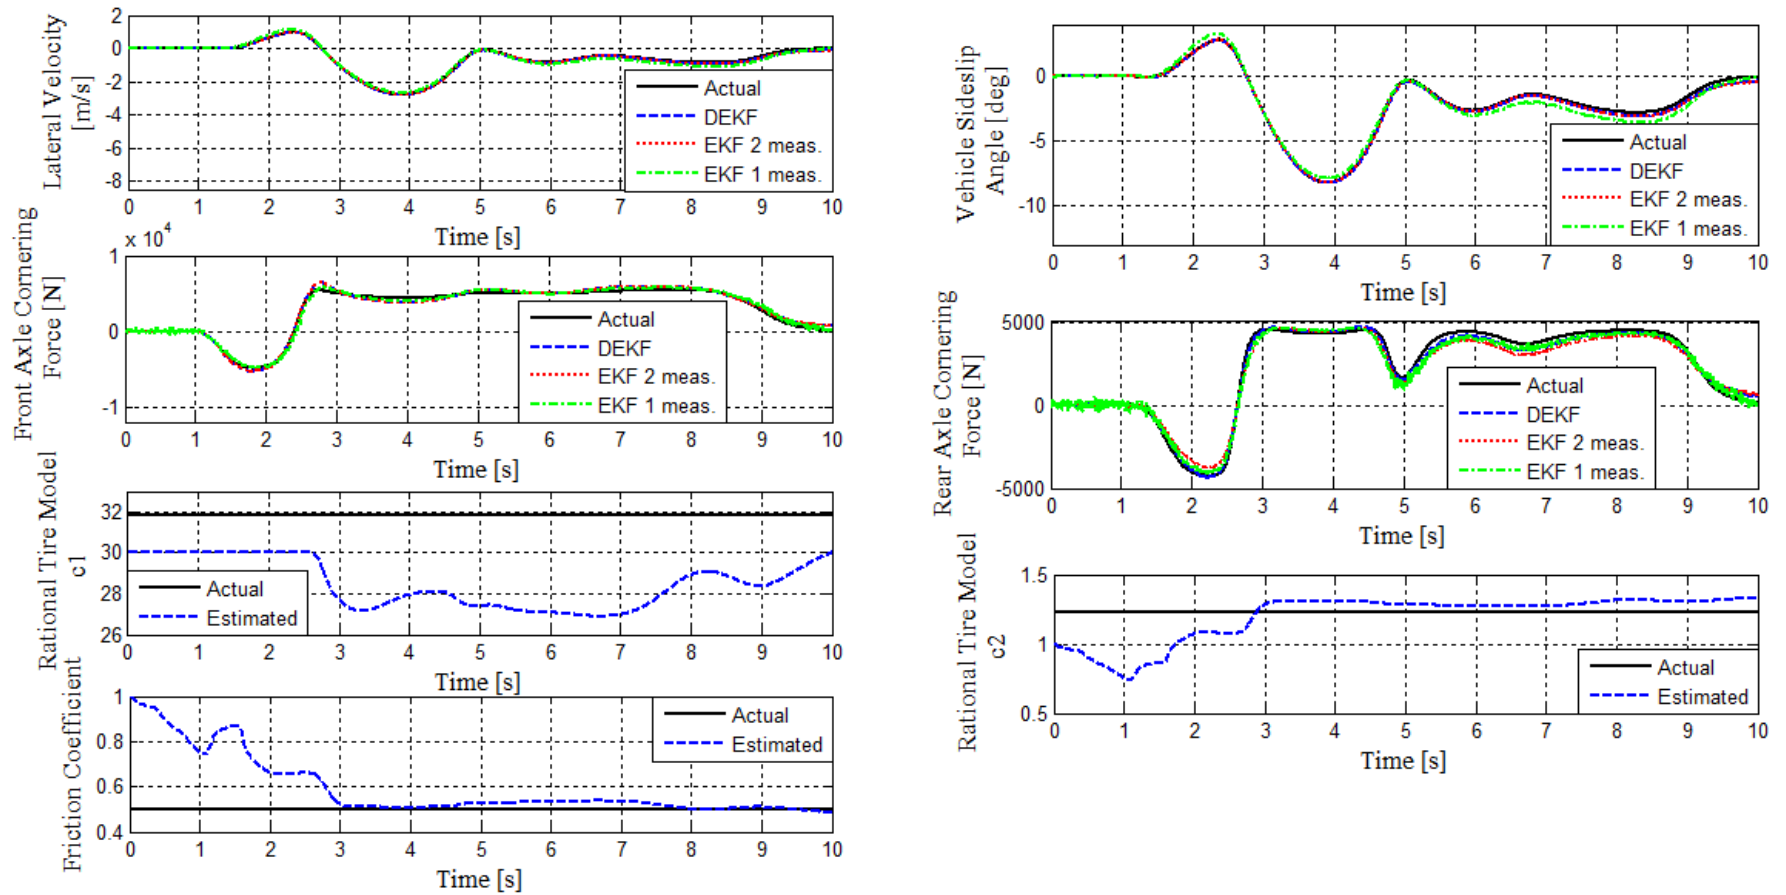 Lateral Velocity
[m/s]
2
0
-2
-4
-6
-8
Actual
DEKF
EKF 2 meas.
EKF 1 meas.
0 1 2 3 4 5 6 7 8 9 10
Time [s]
Front Axle Cornering
Force [N]
x 10^4
1
0
-1
Actual
DEKF
EKF 2 meas.
EKF 1 meas.
0 1 2 3 4 5 6 7 8 9 10
Time [s]
Rational Tire Model
c1
32
30
28
26
Actual
Estimated
0 1 2 3 4 5 6 7 8 9 10
Time [s]
Friction Coefficient
1
0.8
0.6
0.4
Actual
Estimated
0 1 2 3 4 5 6 7 8 9 10
Time [s]
Vehicle Sideslip
Angle [deg]
0
-5
-10
Actual
DEKF
EKF 2 meas.
EKF 1 meas.
0 1 2 3 4 5 6 7 8 9 10
Time [s]
Rear Axle Cornering
Force [N]
5000
0
-5000
Actual
DEKF
EKF 2 meas.
EKF 1 meas.
0 1 2 3 4 5 6 7 8 9 10
Time [s]
Rational Tire Model
c2
1.5
1
0.5
Actual
Estimated
0 1 2 3 4 5 6 7 8 9 10
Time [s]